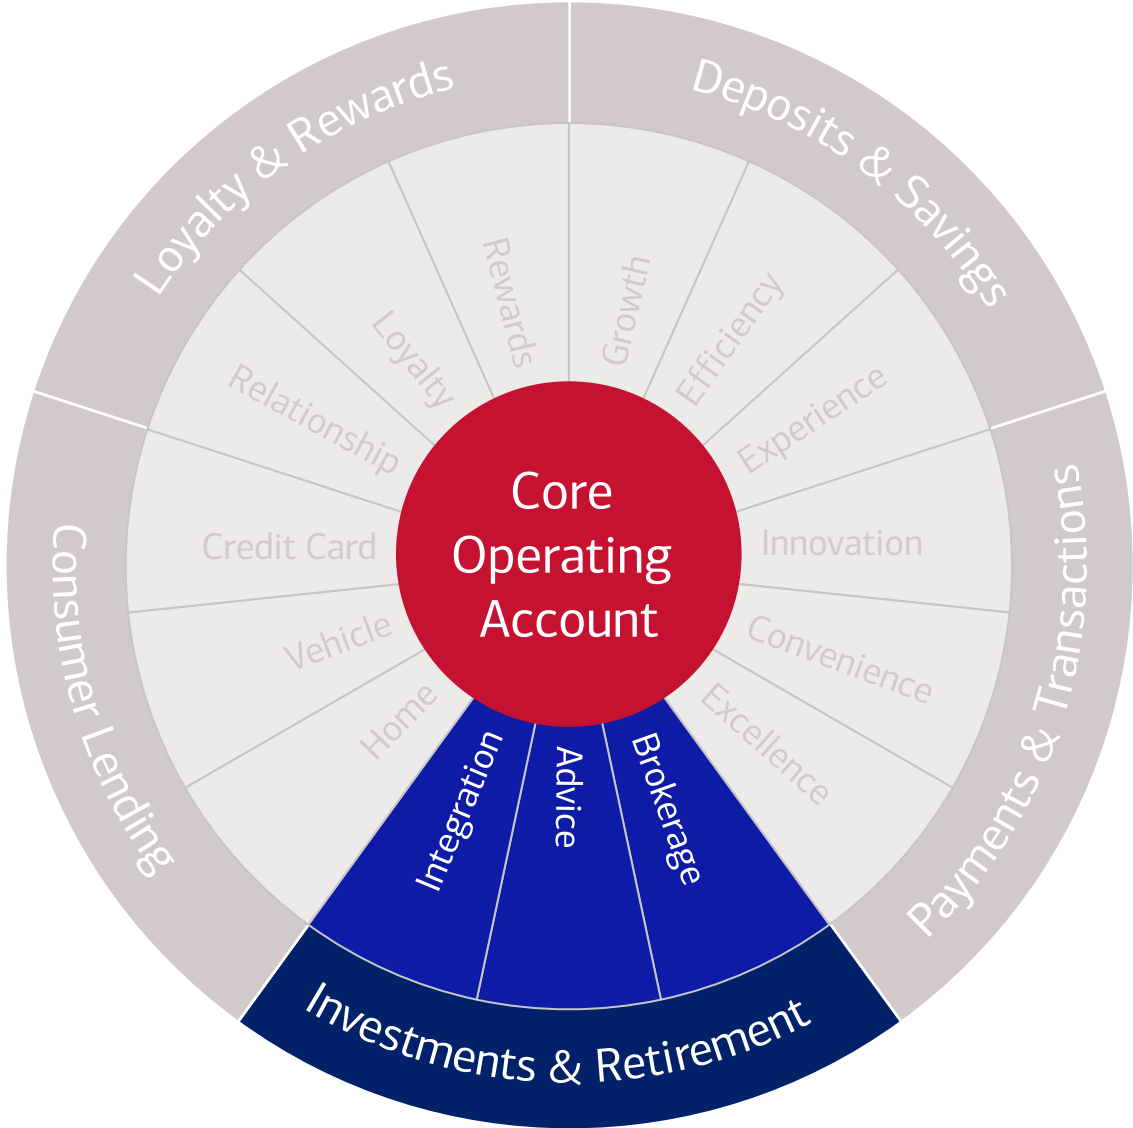 Core
Operating
Account
Deposits & Savings
Growth
Efficiency
Experience
Payments & Transactions
Innovation
Convenience
Excellence
Investments & Retirement
Brokerage
Advice
Integration
Consumer Lending
Home
Vehicle
Credit Card
Loyalty & Rewards
Relationship
Loyalty
Rewards